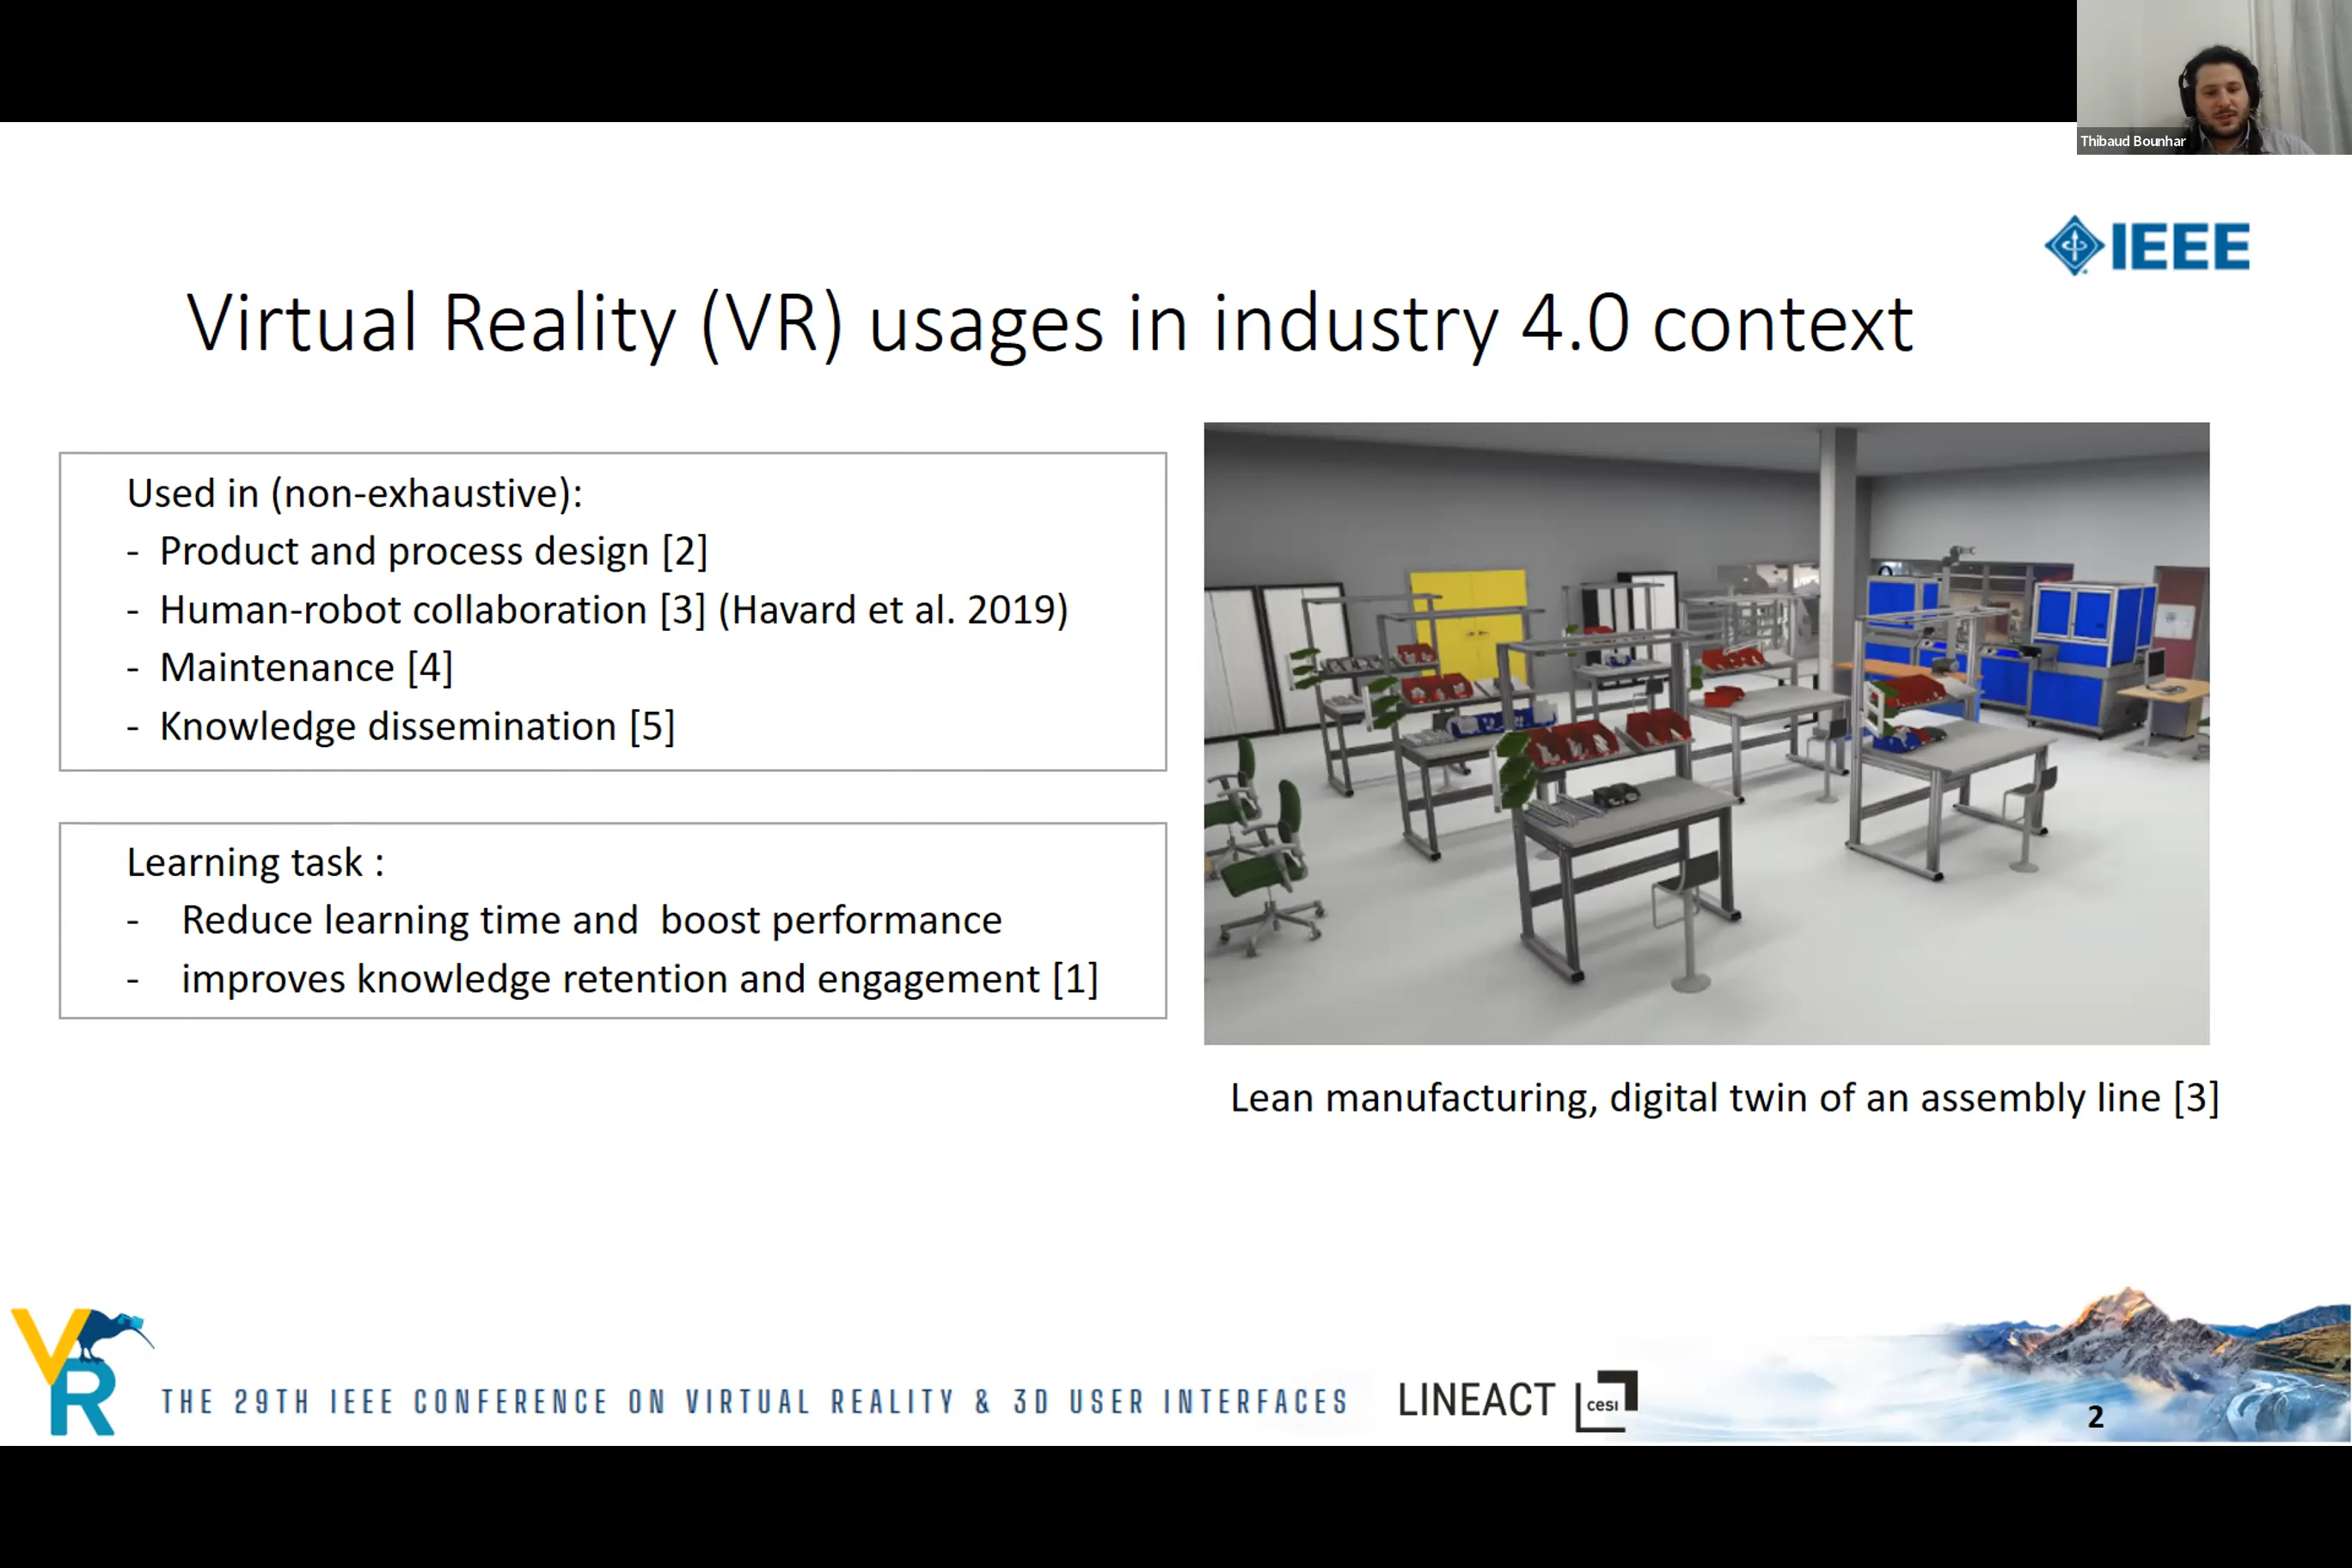 Thibaud Bounhar
IEEE
Virtual Reality (VR) usages in industry 4.0 context
Used in (non-exhaustive):
- Product and process design [2]
- Human-robot collaboration [3] (Havard et al. 2019)
- Maintenance [4]
- Knowledge dissemination [5]
Learning task :
- Reduce learning time and  boost performance
- improves knowledge retention and engagement [1]
Lean manufacturing, digital twin of an assembly line [3]
VR
THE 29TH IEEE CONFERENCE ON VIRTUAL REALITY & 3D USER INTERFACES
LINEACT
cesi
2